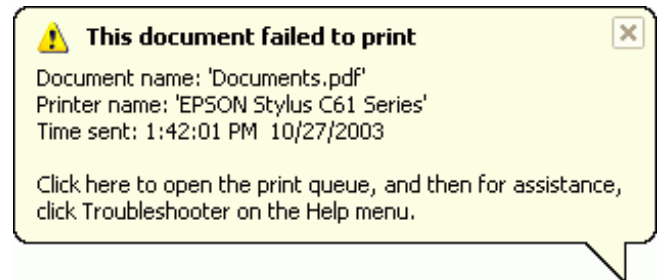 This document failed to print
Document name: 'Documents.pdf'
Printer name: 'EPSON Stylus C61 Series'
Time sent: 1:42:01 PM  10/27/2003
Click here to open the print queue, and then for assistance,
click Troubleshooter on the Help menu.